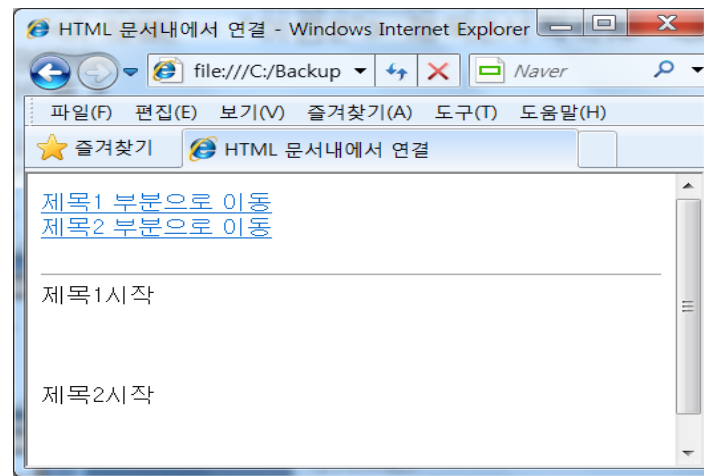 HTML 문서내에서 연결 - Windows Internet Explorer
file:///C:/Backup Naver
파일(F) 편집(E) 보기(V) 즐겨찾기(A) 도구(T) 도움말(H)
즐겨찾기 HTML 문서내에서 연결
제목1 부분으로 이동
제목2 부분으로 이동
제목1시작
제목2시작